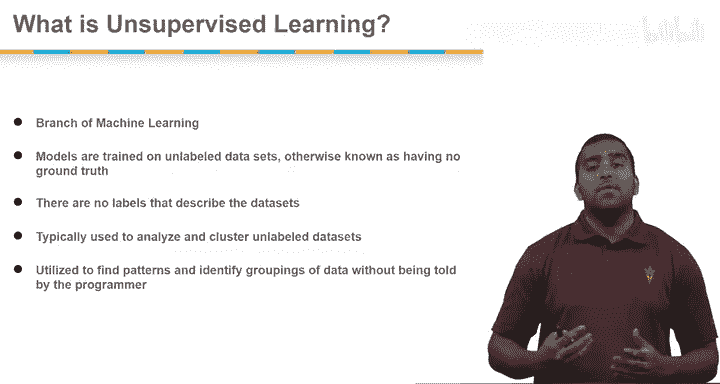 What is Unsupervised Learning?
Branch of Machine Learning
Models are trained on unlabeled data sets, otherwise known as having no
ground truth
There are no labels that describe the datasets
Typically used to analyze and cluster unlabeled datasets
Utilized to find patterns and identify groupings of data without being told
by the programmer